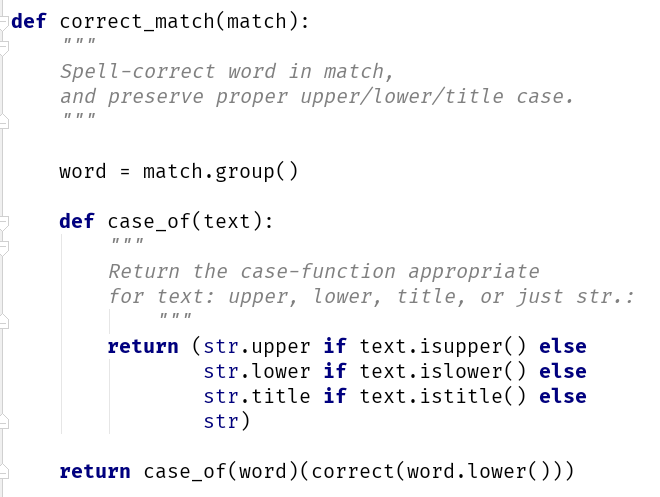 def correct_match(match):
    """
    Spell-correct word in match,
    and preserve proper upper/lower/title case.
    """

    word = match.group()

    def case_of(text):
        """
        Return the case-function appropriate
        for text: upper, lower, title, or just str.:
            """
        return (str.upper if text.isupper() else
                str.lower if text.islower() else
                str.title if text.istitle() else
                str)

    return case_of(word)(correct(word.lower()))